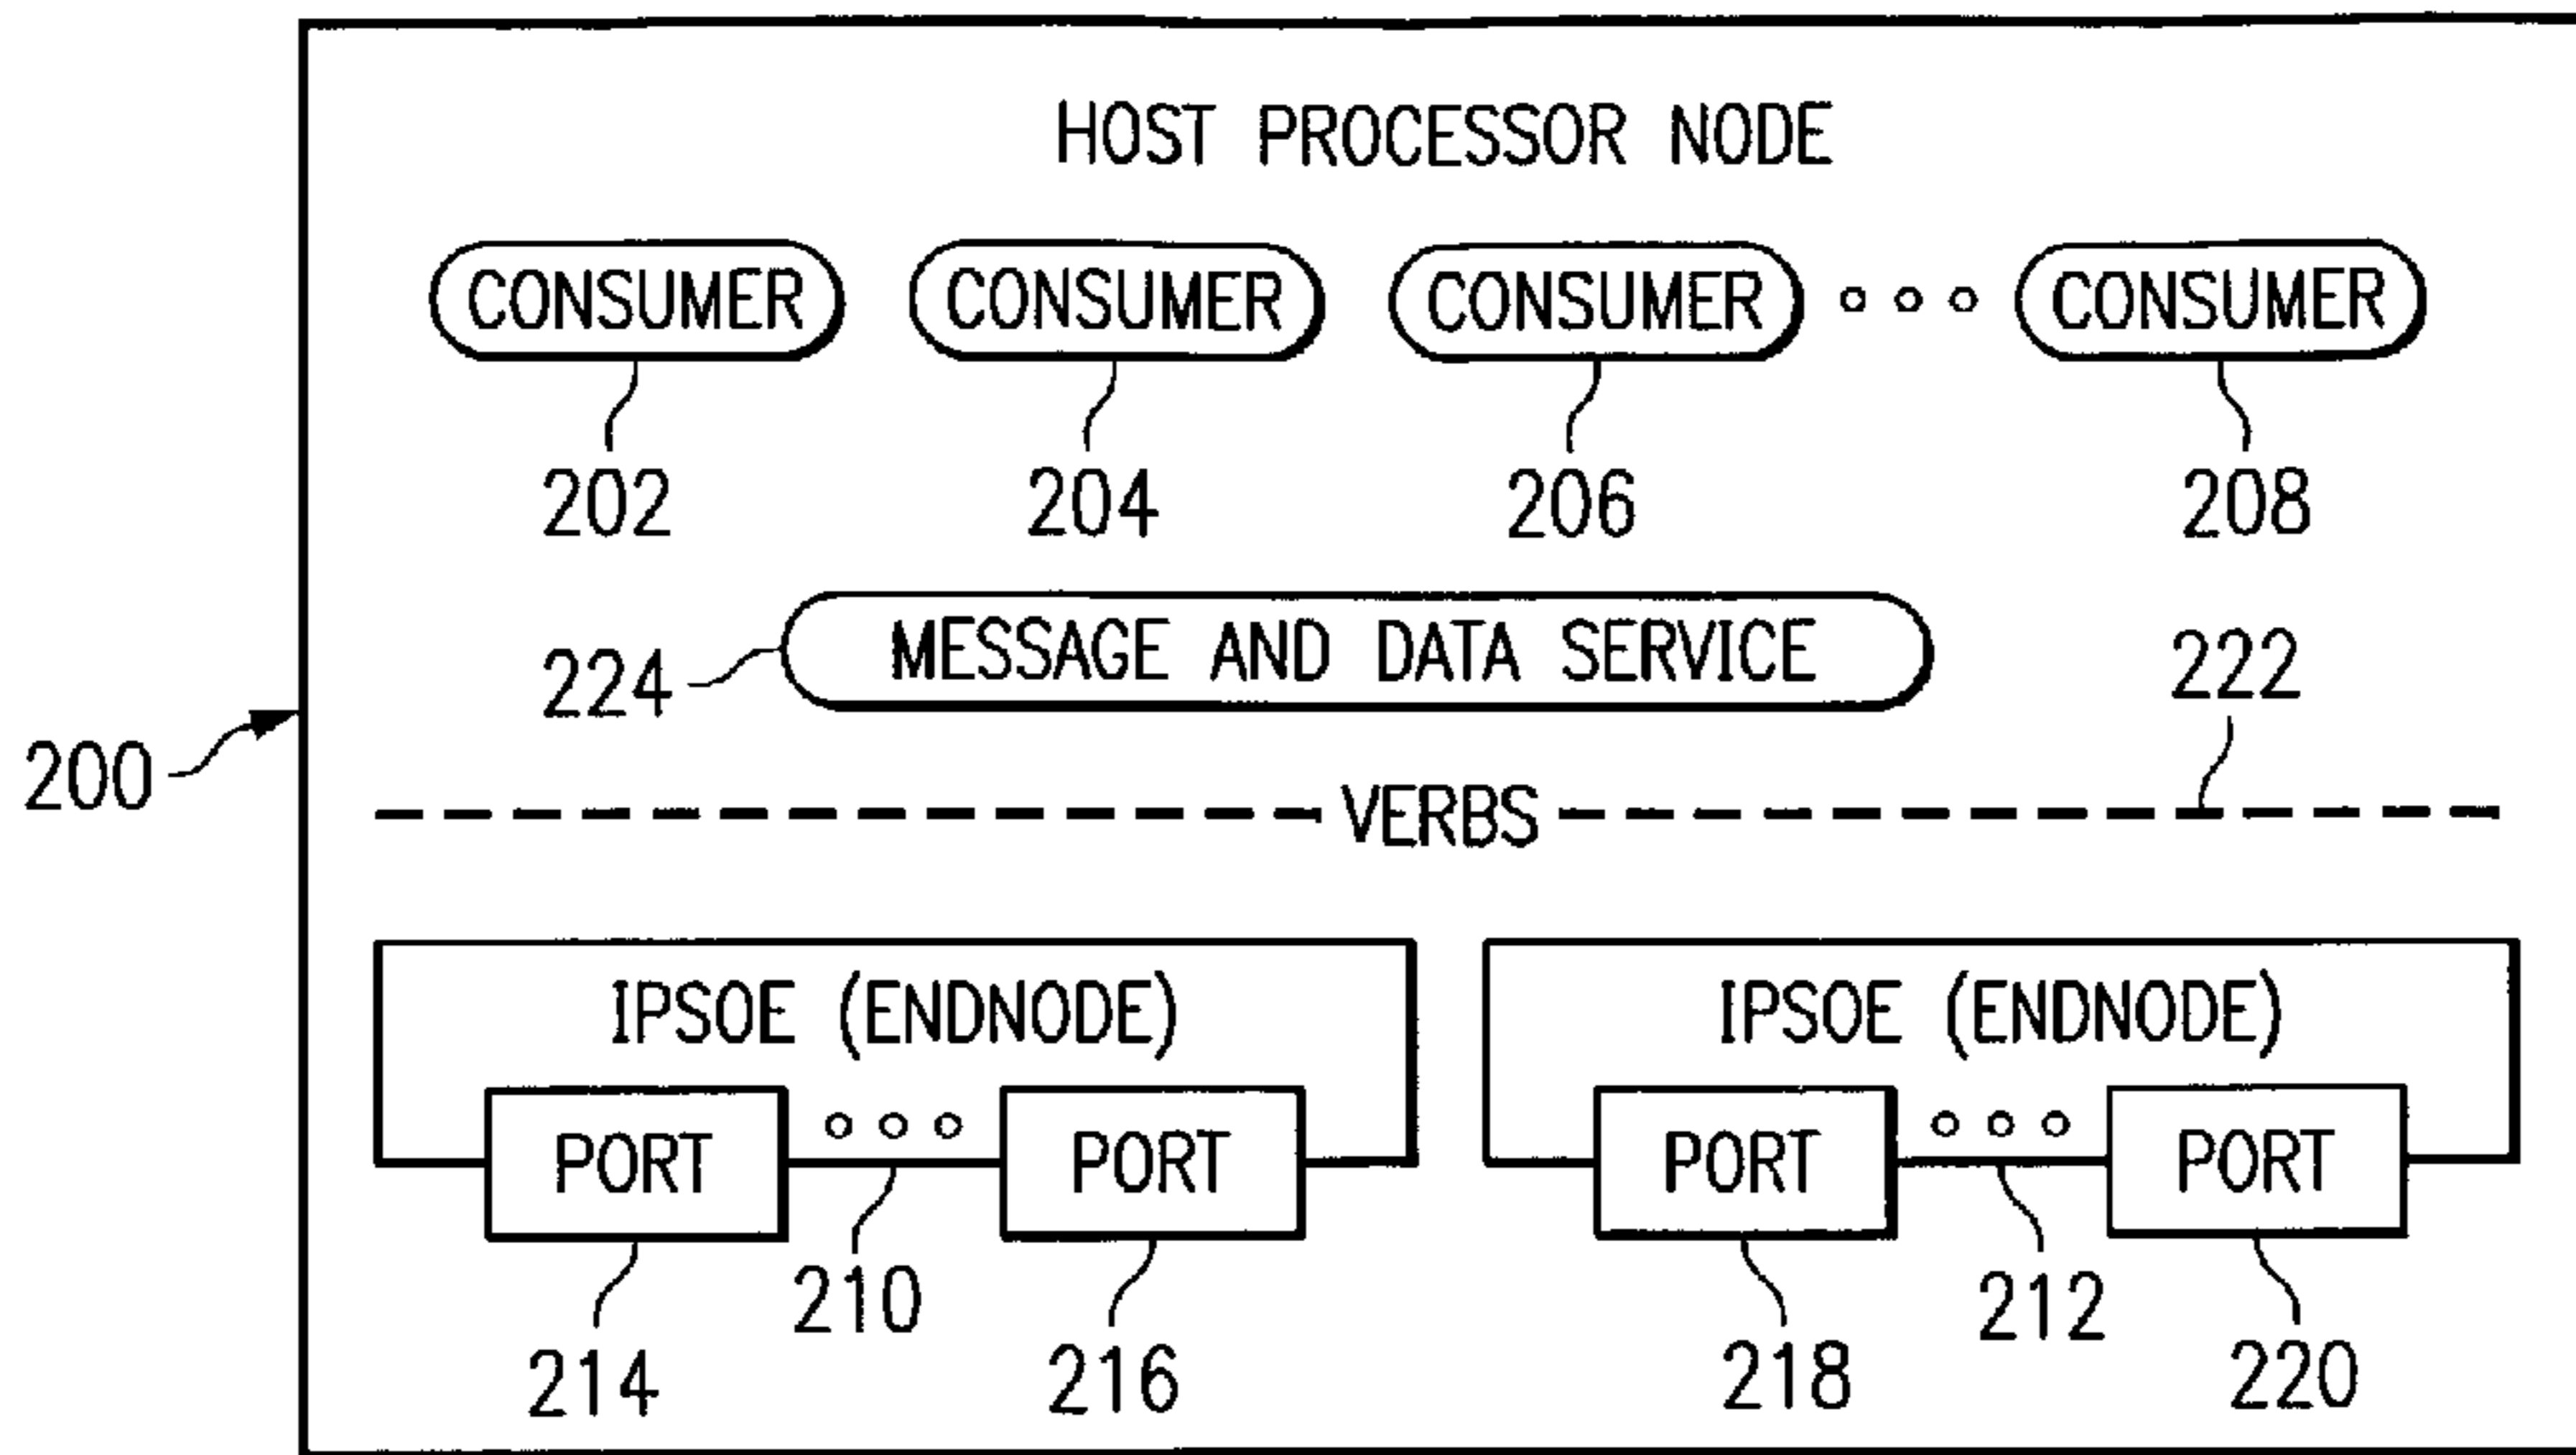 HOST PROCESSOR NODE
CONSUMER CONSUMER CONSUMER CONSUMER
202 204 206 208
MESSAGE AND DATA SERVICE
224 222
200
VERBS
IPSOE (ENDNODE) IPSOE (ENDNODE)
PORT PORT PORT PORT
210 212
214 216 218 220